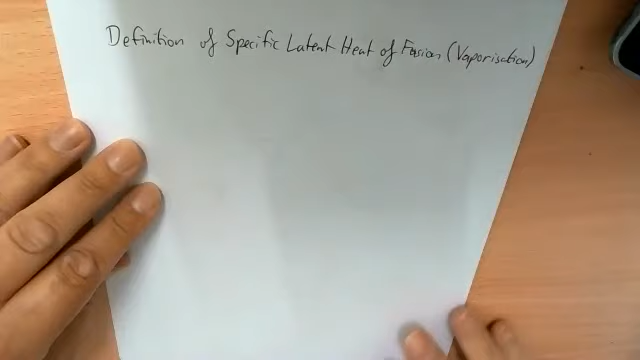 Definition of Specific Latent Heat of Fusion (Vaporisation)